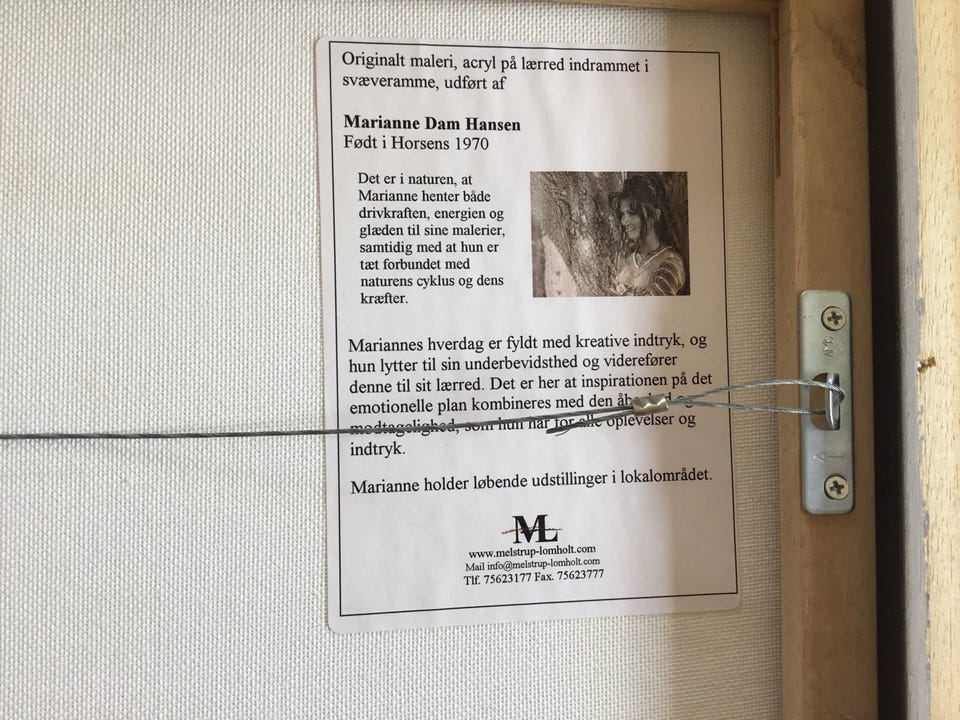 Originalt maleri, acryl på lærred indrammet i
svæveramme, udført af
Marianne Dam Hansen
Født i Horsens 1970
Det er i naturen, at
Marianne henter både
drivkraften, energien og
glæden til sine malerier,
samtidig med at hun er
tæt forbundet med
naturens cyklus og dens
kræfter.
Mariannes hverdag er fyldt med kreative indtryk, og
hun lytter til sin underbevidsthed og viderefører
denne til sit lærred. Det er her at inspirationen på det
emotionelle plan kombineres med den åbenhed og
modtagelighed, som hun har for alle oplevelser og
indtryk.
Marianne holder løbende udstillinger i lokalområdet.
ML
www.melstrup-lomholt.com
Mail info@melstrup-lomholt.com
Tlf. 75623177 Fax. 75623777